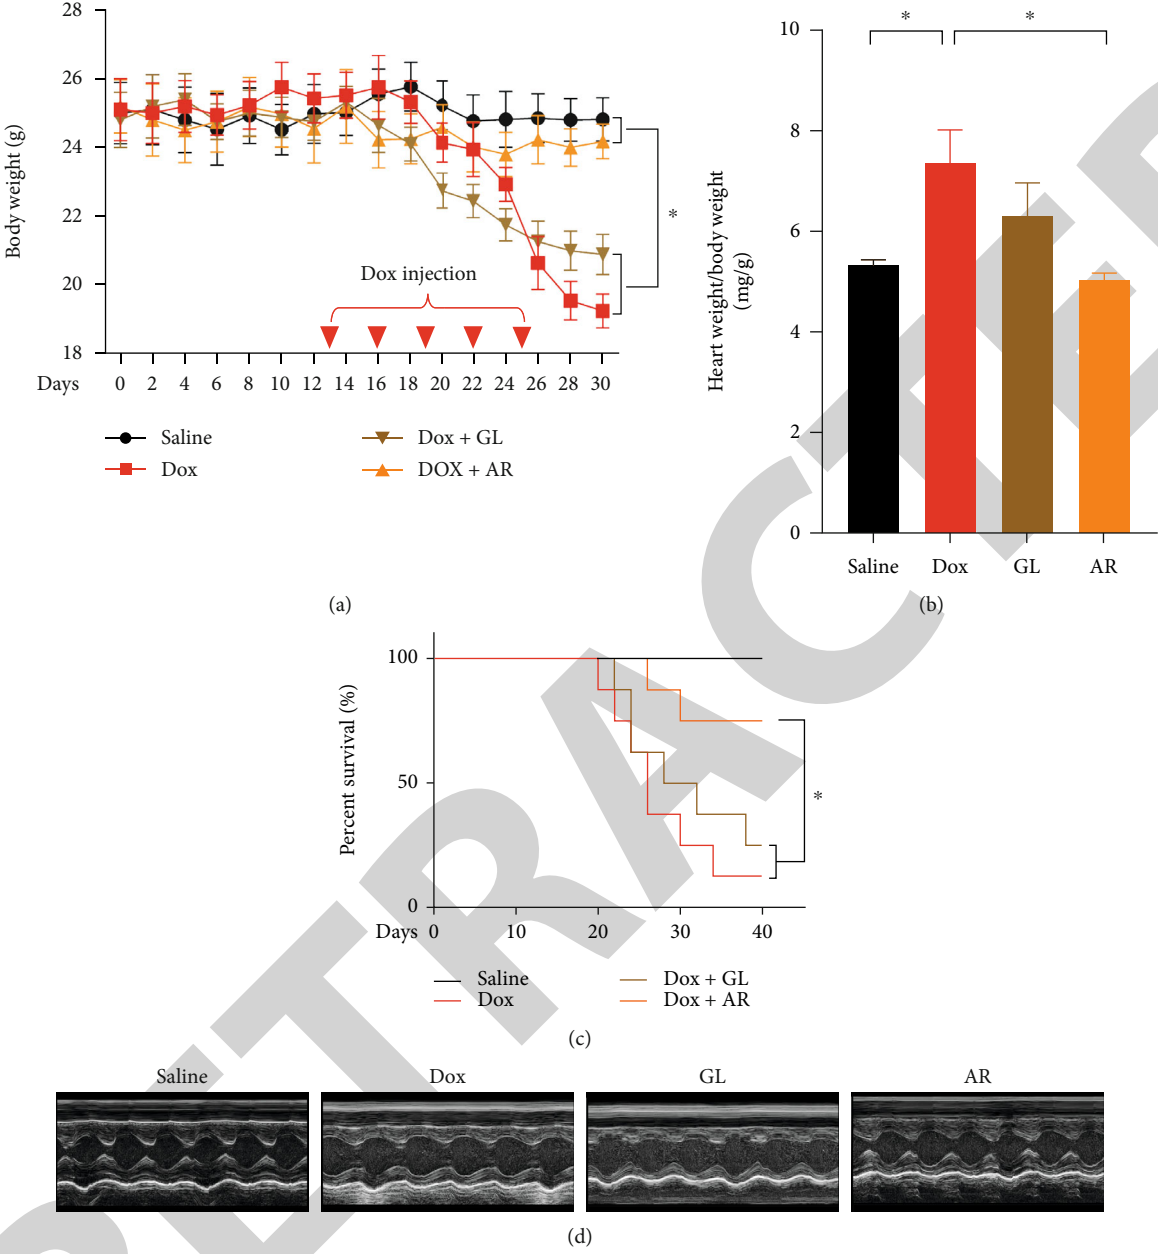 28
26
24
22
20
18
Body weight (g)
Dox injection
*
Days 0 2 4 6 8 10 12 14 16 18 20 22 24 26 28 30
Saline
Dox
Dox + GL
DOX + AR
(a)
10
8
6
4
2
0
Heart weight/body weight
(mg/g)
* *
Saline Dox GL AR
(b)
100
50
0
Percent survival (%)
*
Days 0 10 20 30 40
Saline
Dox
Dox + GL
Dox + AR
(c)
Saline Dox GL AR
(d)
RETRACTED